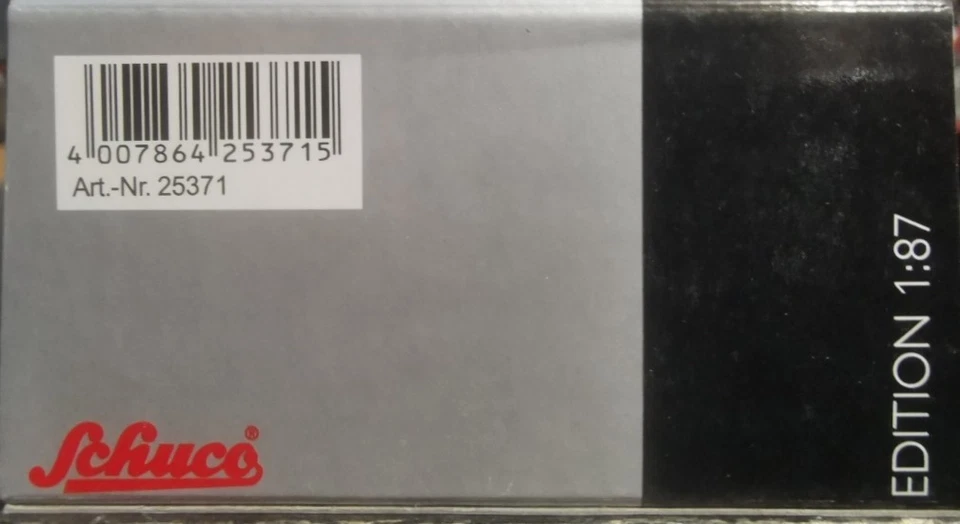 4 007864 253715
Art.-Nr. 25371
Schuco®
EDITION 1:87